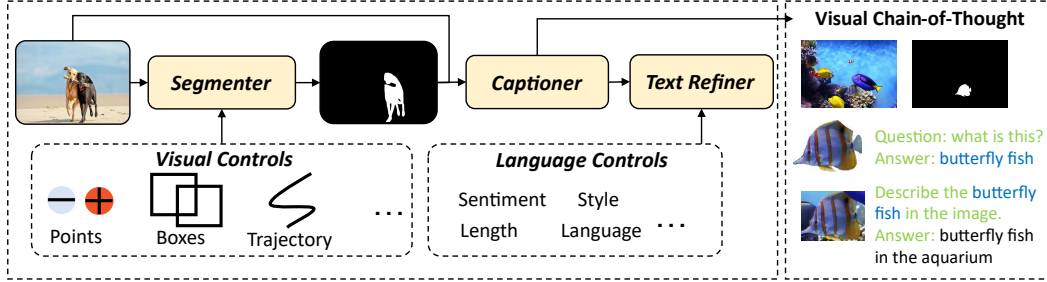 Segmenter
Captioner
Text Refiner
Visual Controls
Points
Boxes
Trajectory
...
Language Controls
Sentiment
Style
Length
Language
...
Visual Chain-of-Thought
Question: what is this?
Answer: butterfly fish
Describe the butterfly
fish in the image.
Answer: butterfly fish
in the aquarium